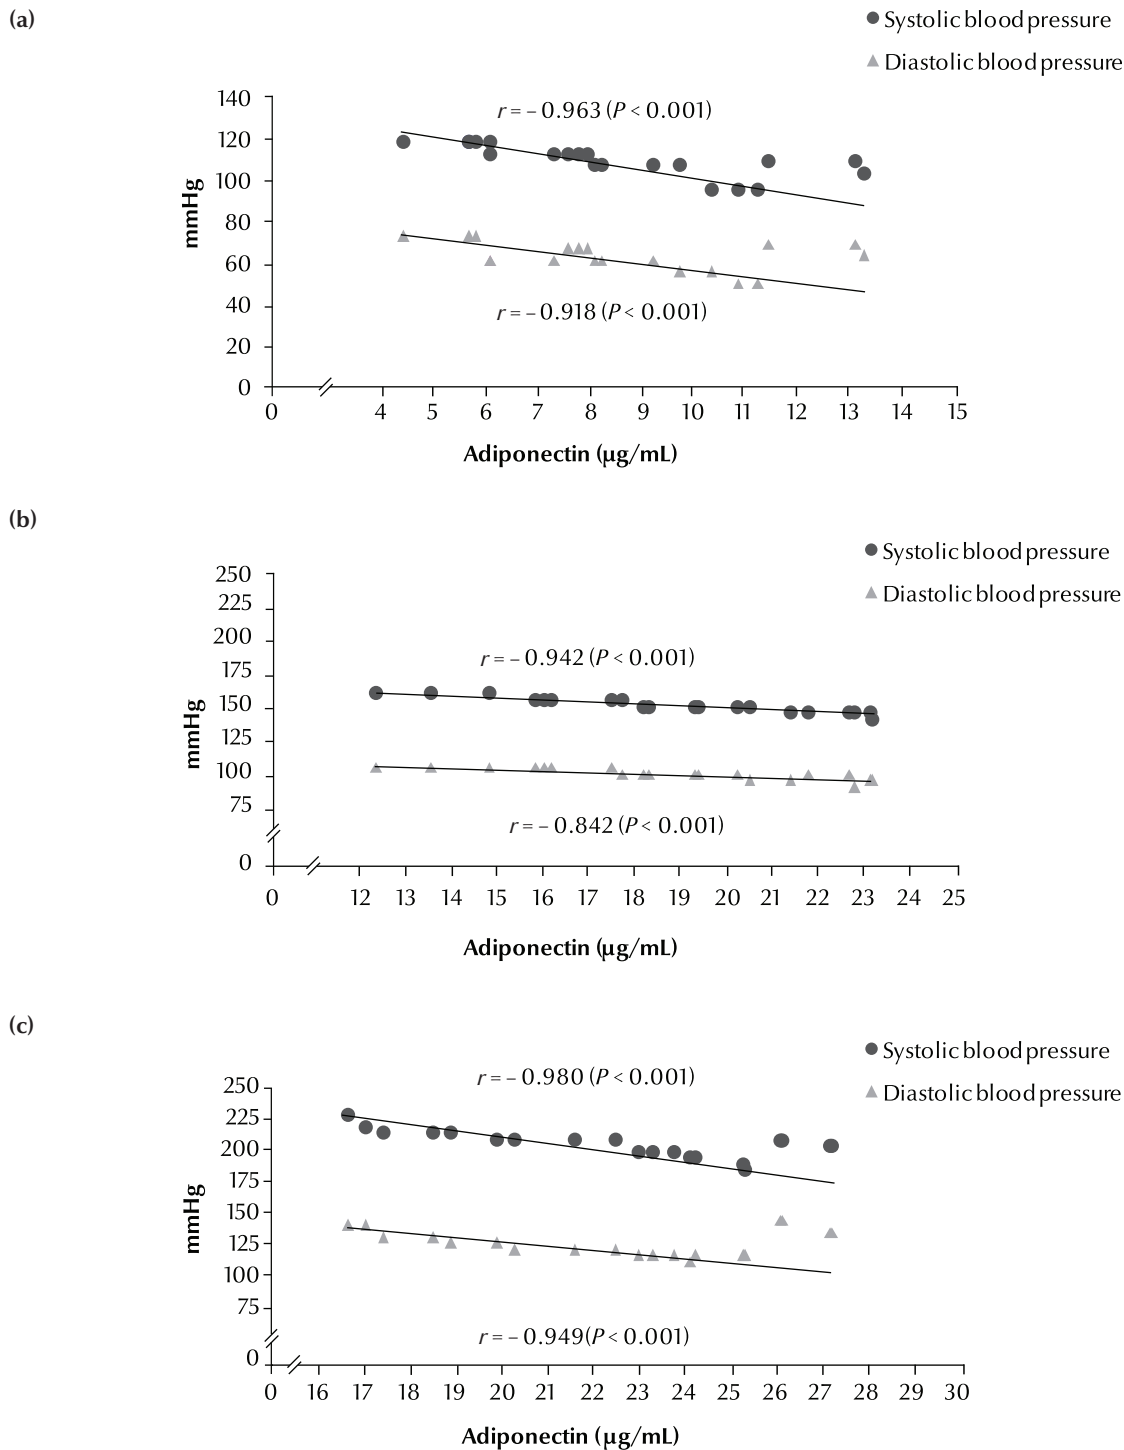 (a)
Systolic blood pressure
Diastolic blood pressure
r = – 0.963 (P < 0.001)
140
120
100
80
60
40
20
0
mmHg
r = – 0.918 (P < 0.001)
0 4 5 6 7 8 9 10 11 12 13 14 15
Adiponectin (µg/mL)
(b)
Systolic blood pressure
Diastolic blood pressure
250
225
200
175
150
125
100
75
0
mmHg
r = – 0.942 (P < 0.001)
r = – 0.842 (P < 0.001)
0 12 13 14 15 16 17 18 19 20 21 22 23 24 25
Adiponectin (µg/mL)
(c)
Systolic blood pressure
Diastolic blood pressure
r = – 0.980 (P < 0.001)
250
225
200
175
150
125
100
75
0
mmHg
r = – 0.949(P < 0.001)
0 16 17 18 19 20 21 22 23 24 25 26 27 28 29 30
Adiponectin (µg/mL)